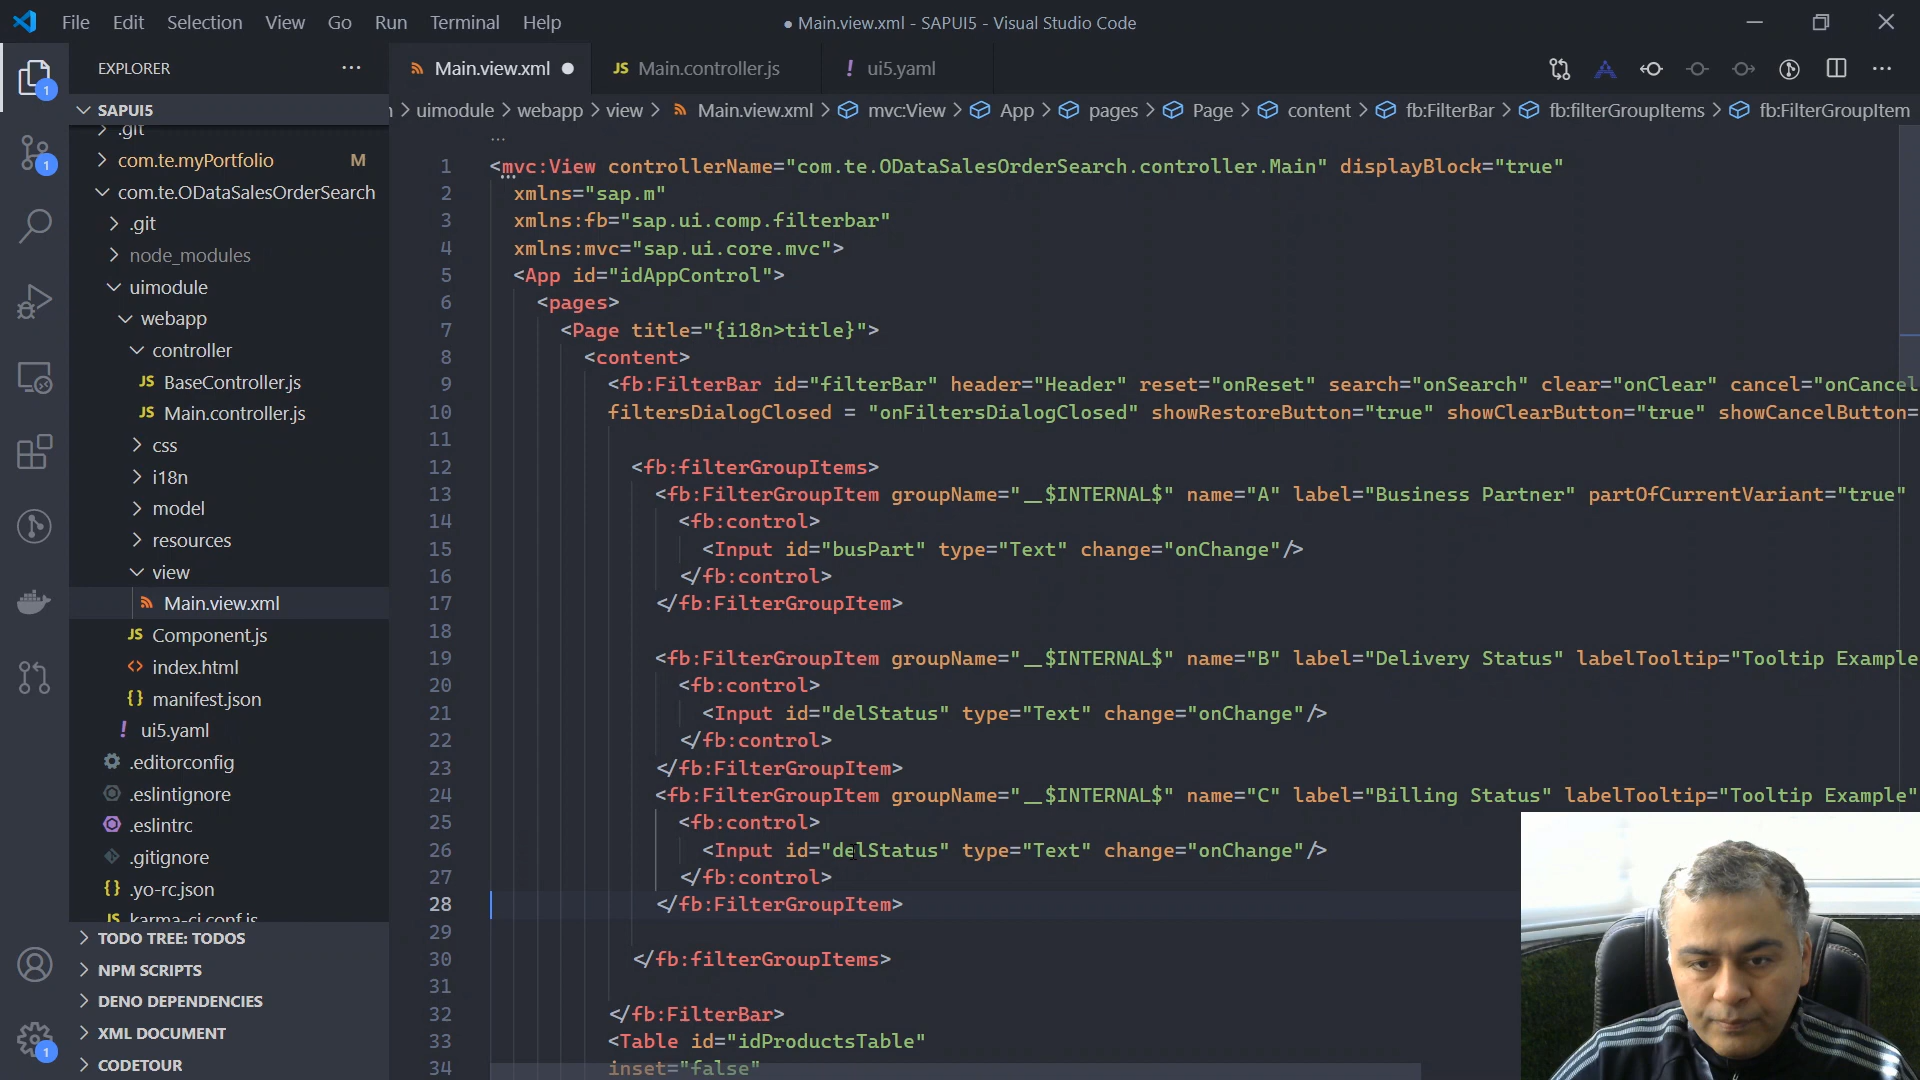 File Edit Selection View Go Run Terminal Help
● Main.view.xml - SAPUI5 - Visual Studio Code
EXPLORER ...
Main.view.xml ●
JS Main.controller.js
! ui5.yaml
SAPUI5
> uimodule > webapp > view > Main.view.xml > mvc:View > App > pages > Page > content > fb:FilterBar > fb:filterGroupItems > fb:FilterGroupItem
1
1
1
.git
com.te.myPortfolio M
com.te.ODataSalesOrderSearch
.git
node_modules
uimodule
webapp
controller
JS BaseController.js
JS Main.controller.js
css
i18n
model
resources
view
Main.view.xml
JS Component.js
<> index.html
{} manifest.json
! ui5.yaml
.editorconfig
.eslintignore
.eslintrc
.gitignore
{} .yo-rc.json
JS karma-ci.conf.js
TODO TREE: TODOS
NPM SCRIPTS
DENO DEPENDENCIES
XML DOCUMENT
CODETOUR
...
1 <mvc:View controllerName="com.te.ODataSalesOrderSearch.controller.Main" displayBlock="true"
2 xmlns="sap.m"
3 xmlns:fb="sap.ui.comp.filterbar"
4 xmlns:mvc="sap.ui.core.mvc">
5 <App id="idAppControl">
6 <pages>
7 <Page title="{i18n>title}">
8 <content>
9 <fb:FilterBar id="filterBar" header="Header" reset="onReset" search="onSearch" clear="onClear" cancel="onCancel
10 filtersDialogClosed = "onFiltersDialogClosed" showRestoreButton="true" showClearButton="true" showCancelButton=
11
12 <fb:filterGroupItems>
13 <fb:FilterGroupItem groupName="__$INTERNAL$" name="A" label="Business Partner" partOfCurrentVariant="true"
14 <fb:control>
15 <Input id="busPart" type="Text" change="onChange"/>
16 </fb:control>
17 </fb:FilterGroupItem>
18
19 <fb:FilterGroupItem groupName="__$INTERNAL$" name="B" label="Delivery Status" labelTooltip="Tooltip Example
20 <fb:control>
21 <Input id="delStatus" type="Text" change="onChange"/>
22 </fb:control>
23 </fb:FilterGroupItem>
24 <fb:FilterGroupItem groupName="__$INTERNAL$" name="C" label="Billing Status" labelTooltip="Tooltip Example"
25 <fb:control>
26 <Input id="delStatus" type="Text" change="onChange"/>
27 </fb:control>
28 </fb:FilterGroupItem>
29
30 </fb:filterGroupItems>
31
32 </fb:FilterBar>
33 <Table id="idProductsTable"
34 inset="false"